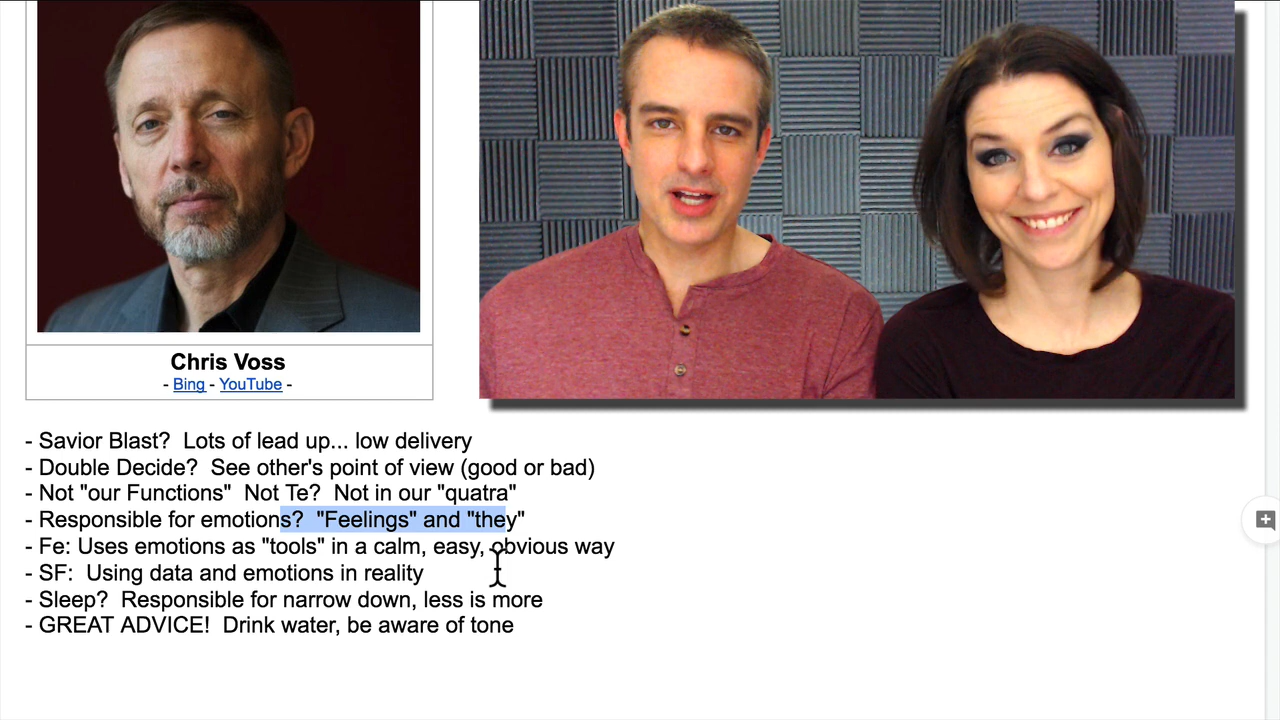 Chris Voss
- Bing - YouTube -
- Savior Blast?  Lots of lead up... low delivery
- Double Decide?  See other's point of view (good or bad)
- Not "our Functions"  Not Te?  Not in our "quatra"
- Responsible for emotions?  "Feelings" and "they"
- Fe: Uses emotions as "tools" in a calm, easy, obvious way
- SF:  Using data and emotions in reality
- Sleep?  Responsible for narrow down, less is more
- GREAT ADVICE!  Drink water, be aware of tone